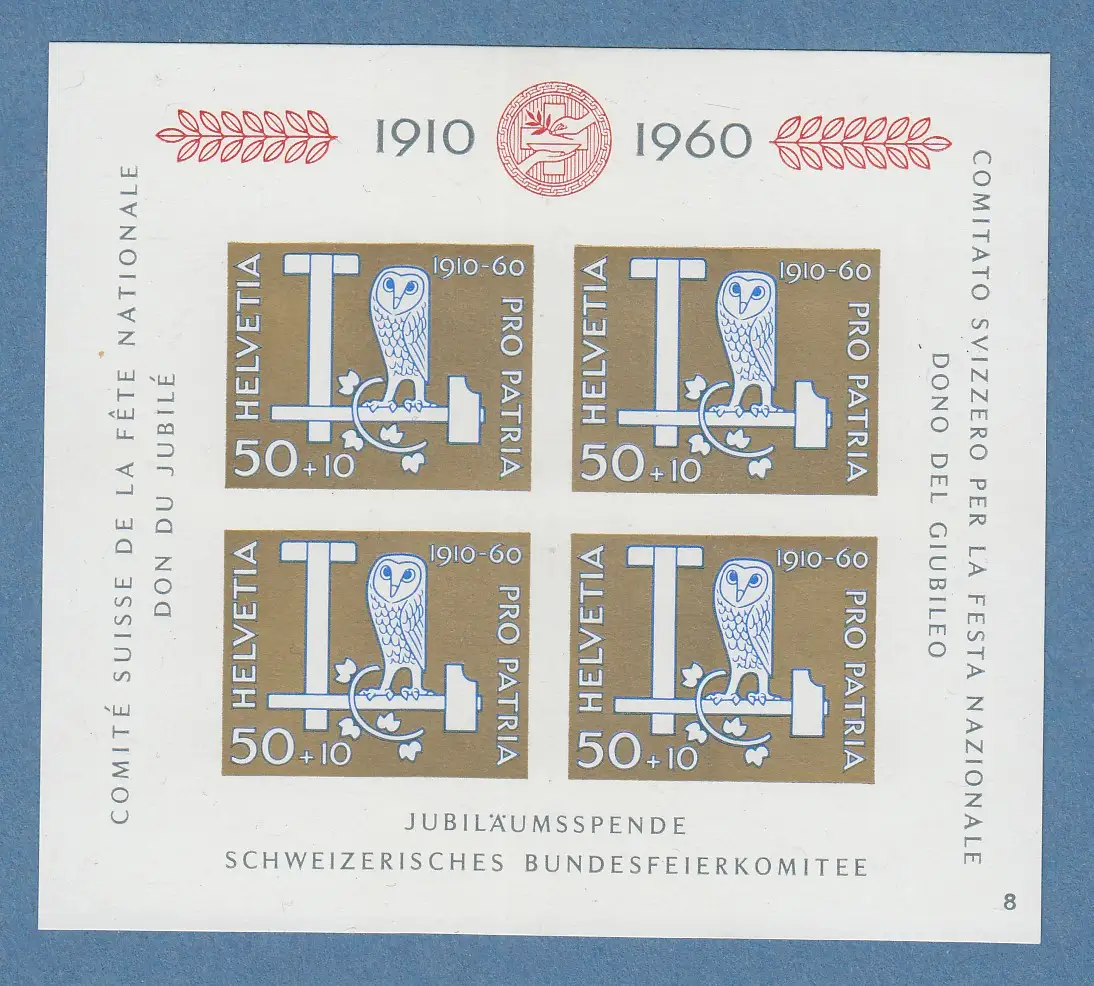 1910 1960
COMITÉ SUISSE DE LA FÊTE NATIONALE
DON DU JUBILÉ
HELVETIA
1910-60
PRO PATRIA
50+10
HELVETIA
1910-60
PRO PATRIA
50+10
HELVETIA
1910-60
PRO PATRIA
50+10
HELVETIA
1910-60
PRO PATRIA
50+10
COMITATO SVIZZERO PER LA FESTA NAZIONALE
DONO DEL GIUBILEO
JUBILÄUMSSPENDE
SCHWEIZERISCHES BUNDESFEIERKOMITEE
8